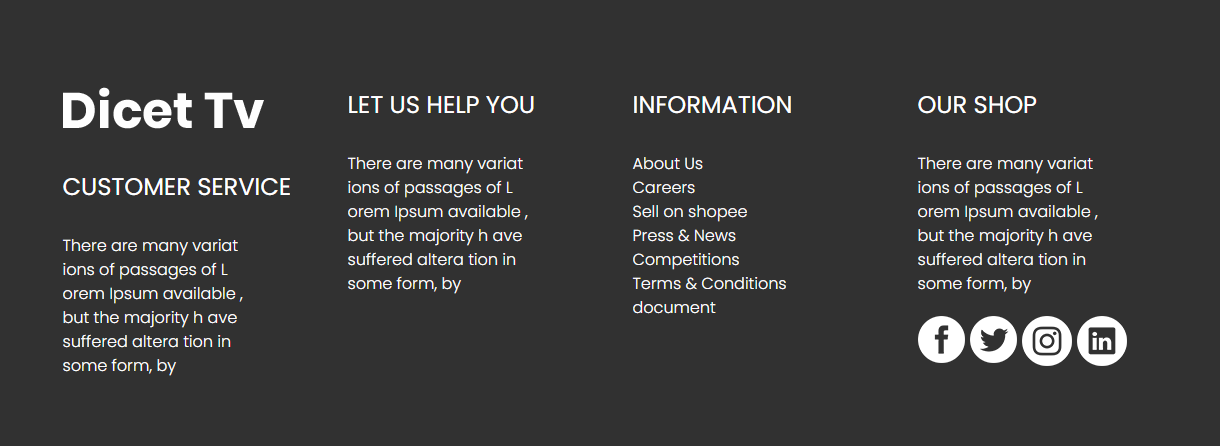 Dicet Tv
CUSTOMER SERVICE
There are many variat
ions of passages of L
orem Ipsum available ,
but the majority h ave
suffered altera tion in
some form, by
LET US HELP YOU
There are many variat
ions of passages of L
orem Ipsum available ,
but the majority h ave
suffered altera tion in
some form, by
INFORMATION
About Us
Careers
Sell on shopee
Press & News
Competitions
Terms & Conditions
document
OUR SHOP
There are many variat
ions of passages of L
orem Ipsum available ,
but the majority h ave
suffered altera tion in
some form, by